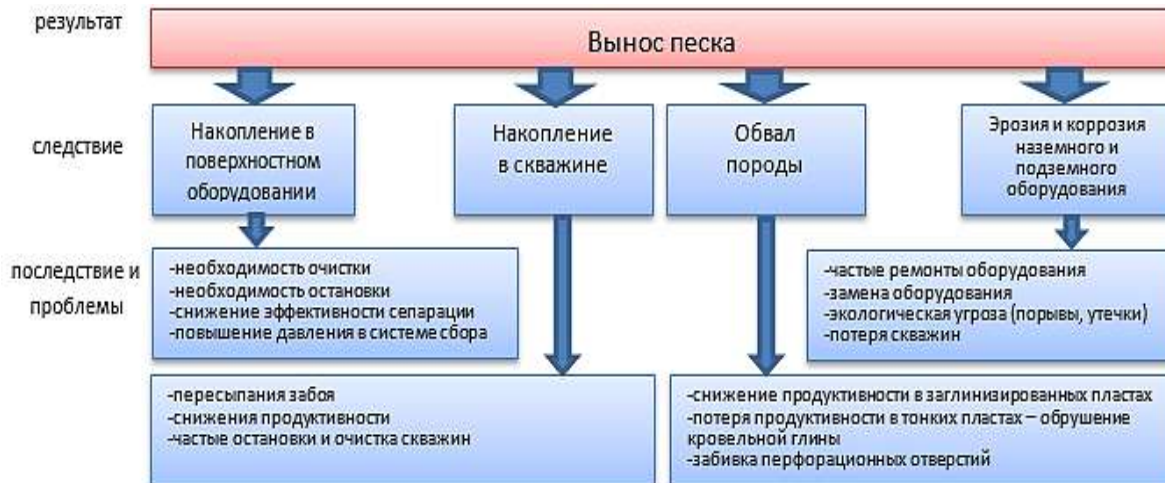 результат
Вынос песка
следствие
Накопление в
поверхностном
оборудовании
Накопление
в скважине
Обвал
породы
Эрозия и коррозия
наземного и
подземного
оборудования
последствие и
проблемы
-необходимость очистки
-необходимость остановки
-снижение эффективности сепарации
-повышение давления в системе сбора
-частые ремонты оборудования
-замена оборудования
-экологическая угроза (порывы, утечки)
-потеря скважин
-пересыпания забоя
-снижения продуктивности
-частые остановки и очистка скважин
-снижение продуктивности в заглинизированных пластах
-потеря продуктивности в тонких пластах – обрушение
кровельной глины
-забивка перфорационных отверстий